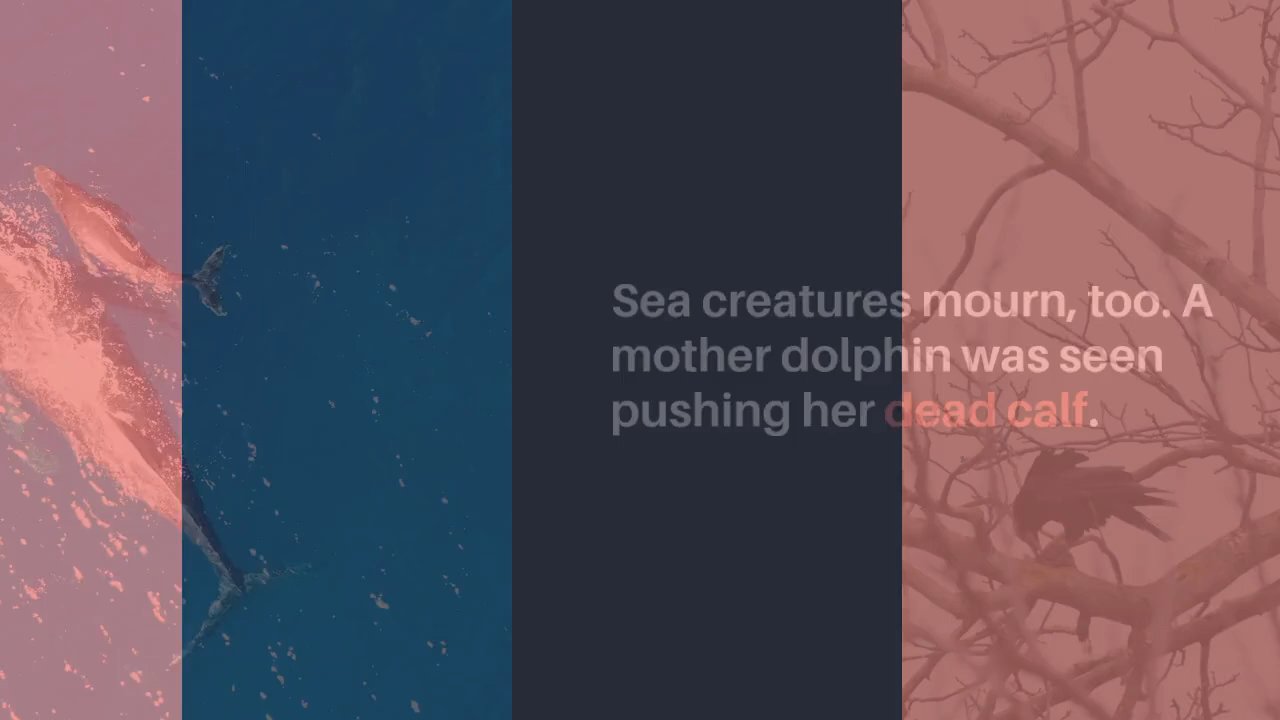 Sea creatures mourn, too. A
mother dolphin was seen
pushing her dead calf.